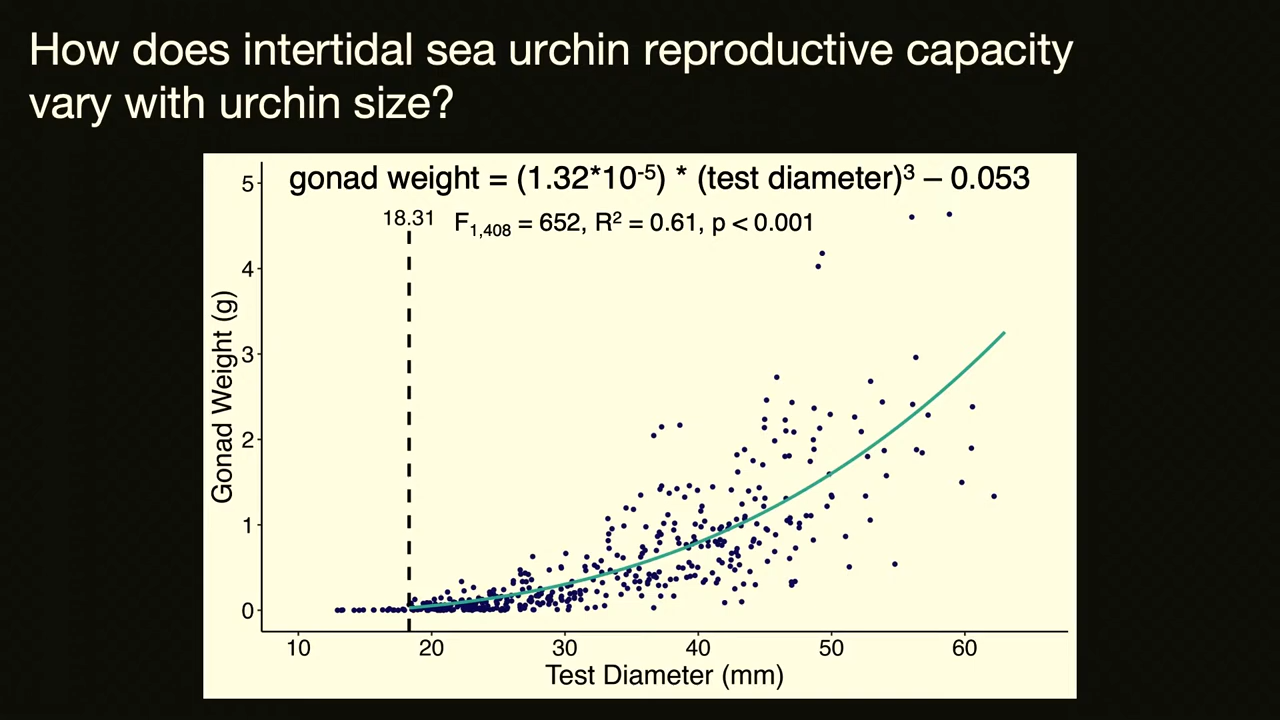 How does intertidal sea urchin reproductive capacity
vary with urchin size?
gonad weight = (1.32*10⁻⁵) * (test diameter)³ – 0.053
18.31
F₁,₄₀₈ = 652, R² = 0.61, p < 0.001
Gonad Weight (g)
5
4
3
2
1
0
10 20 30 40 50 60
Test Diameter (mm)